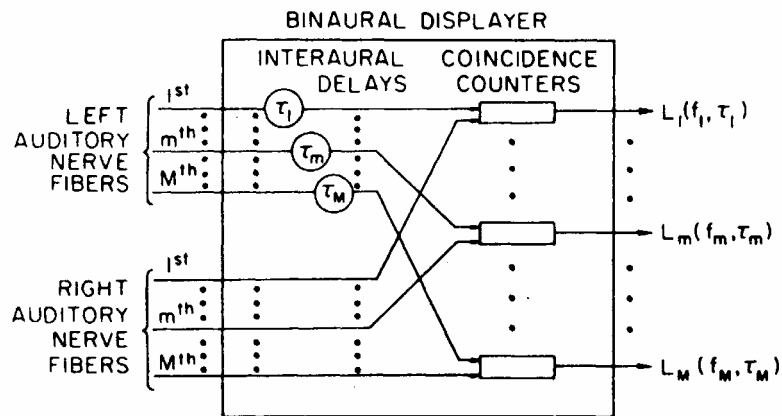 BINAURAL DISPLAYER
INTERAURAL DELAYS
COINCIDENCE COUNTERS
LEFT AUDITORY NERVE FIBERS
1st
mth
Mth
τ1
τm
τM
RIGHT AUDITORY NERVE FIBERS
1st
mth
Mth
L1(f1,τ1)
Lm(fm,τm)
LM(fM,τM)